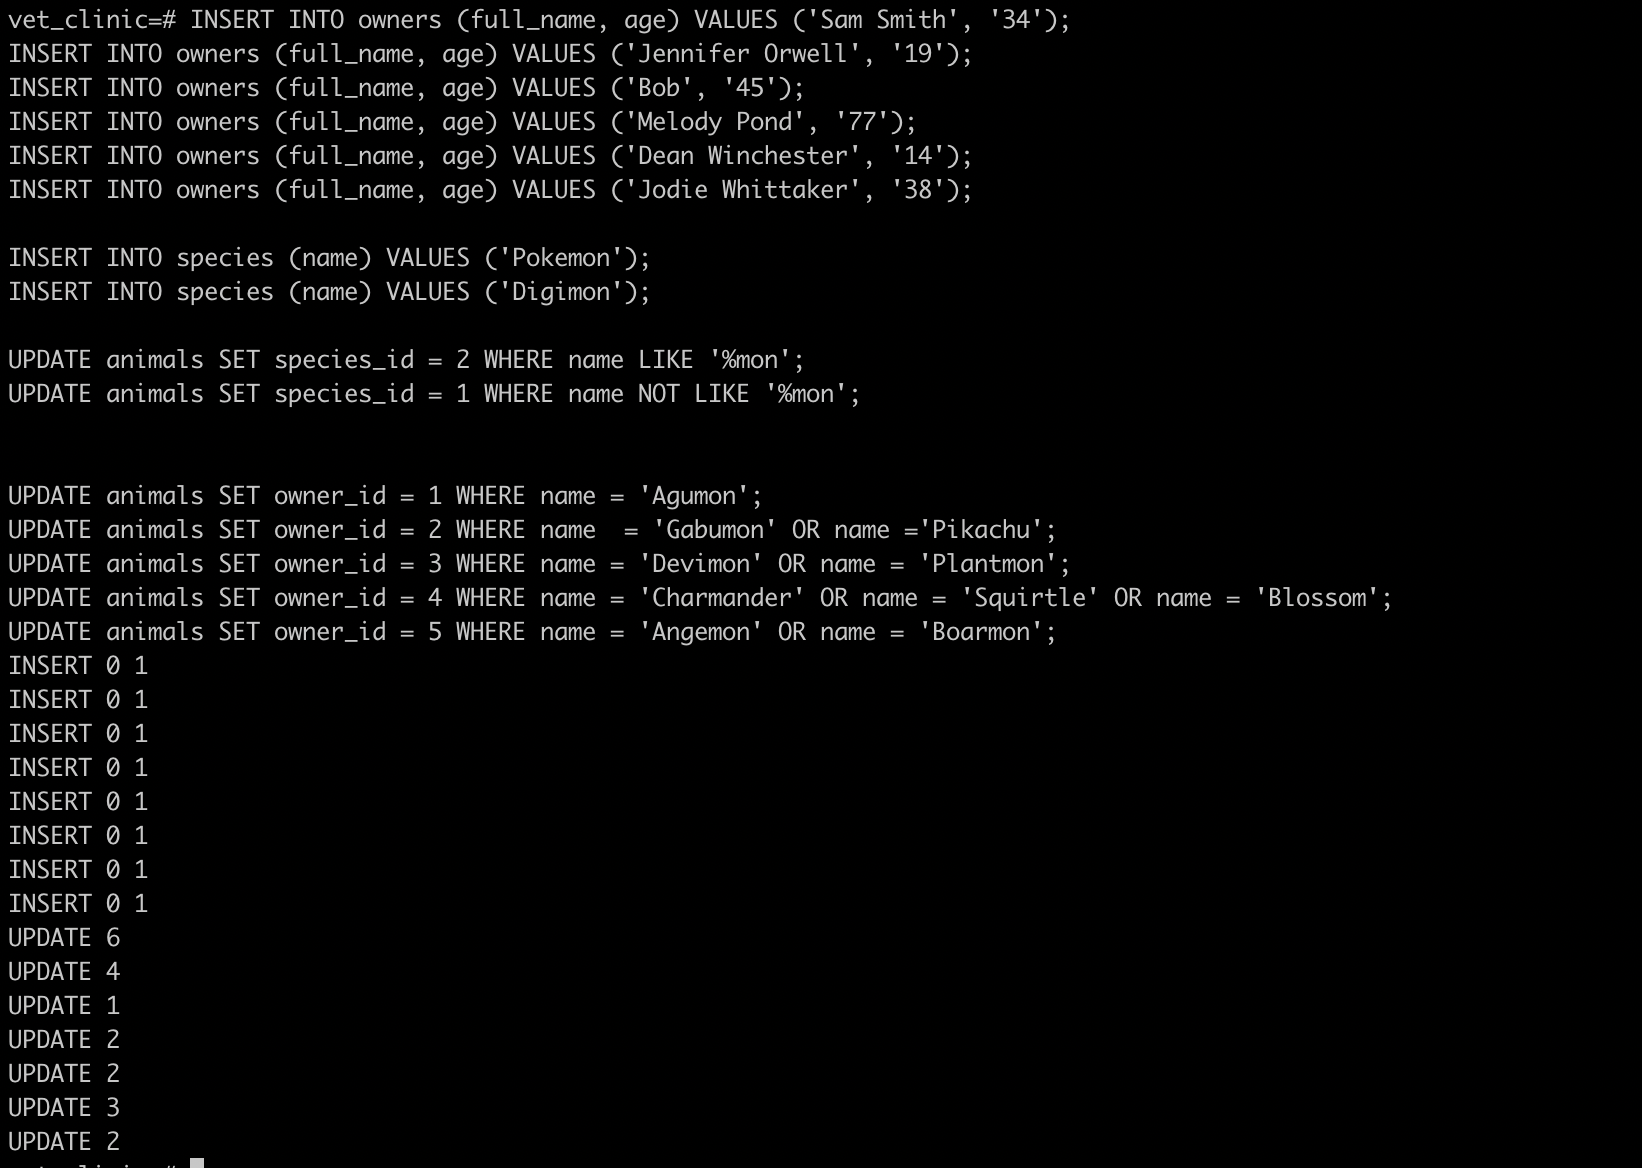 vet_clinic=# INSERT INTO owners (full_name, age) VALUES ('Sam Smith', '34');
INSERT INTO owners (full_name, age) VALUES ('Jennifer Orwell', '19');
INSERT INTO owners (full_name, age) VALUES ('Bob', '45');
INSERT INTO owners (full_name, age) VALUES ('Melody Pond', '77');
INSERT INTO owners (full_name, age) VALUES ('Dean Winchester', '14');
INSERT INTO owners (full_name, age) VALUES ('Jodie Whittaker', '38');
INSERT INTO species (name) VALUES ('Pokemon');
INSERT INTO species (name) VALUES ('Digimon');
UPDATE animals SET species_id = 2 WHERE name LIKE '%mon';
UPDATE animals SET species_id = 1 WHERE name NOT LIKE '%mon';
UPDATE animals SET owner_id = 1 WHERE name = 'Agumon';
UPDATE animals SET owner_id = 2 WHERE name  = 'Gabumon' OR name ='Pikachu';
UPDATE animals SET owner_id = 3 WHERE name = 'Devimon' OR name = 'Plantmon';
UPDATE animals SET owner_id = 4 WHERE name = 'Charmander' OR name = 'Squirtle' OR name = 'Blossom';
UPDATE animals SET owner_id = 5 WHERE name = 'Angemon' OR name = 'Boarmon';
INSERT 0 1
INSERT 0 1
INSERT 0 1
INSERT 0 1
INSERT 0 1
INSERT 0 1
INSERT 0 1
INSERT 0 1
UPDATE 6
UPDATE 4
UPDATE 1
UPDATE 2
UPDATE 2
UPDATE 3
UPDATE 2